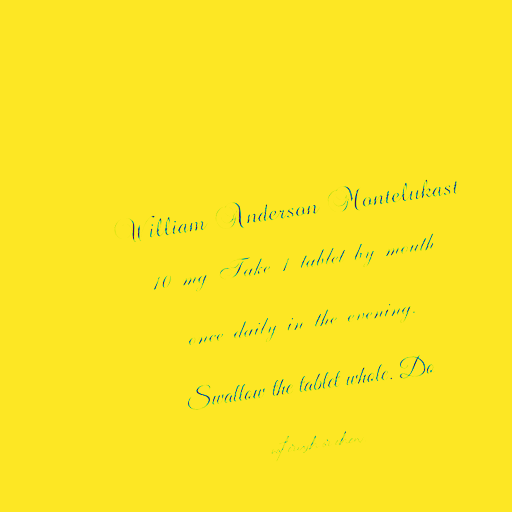 William Anderson Montelukast
10 mg Take 1 tablet by mouth
once daily in the evening.
Swallow the tablet whole. Do